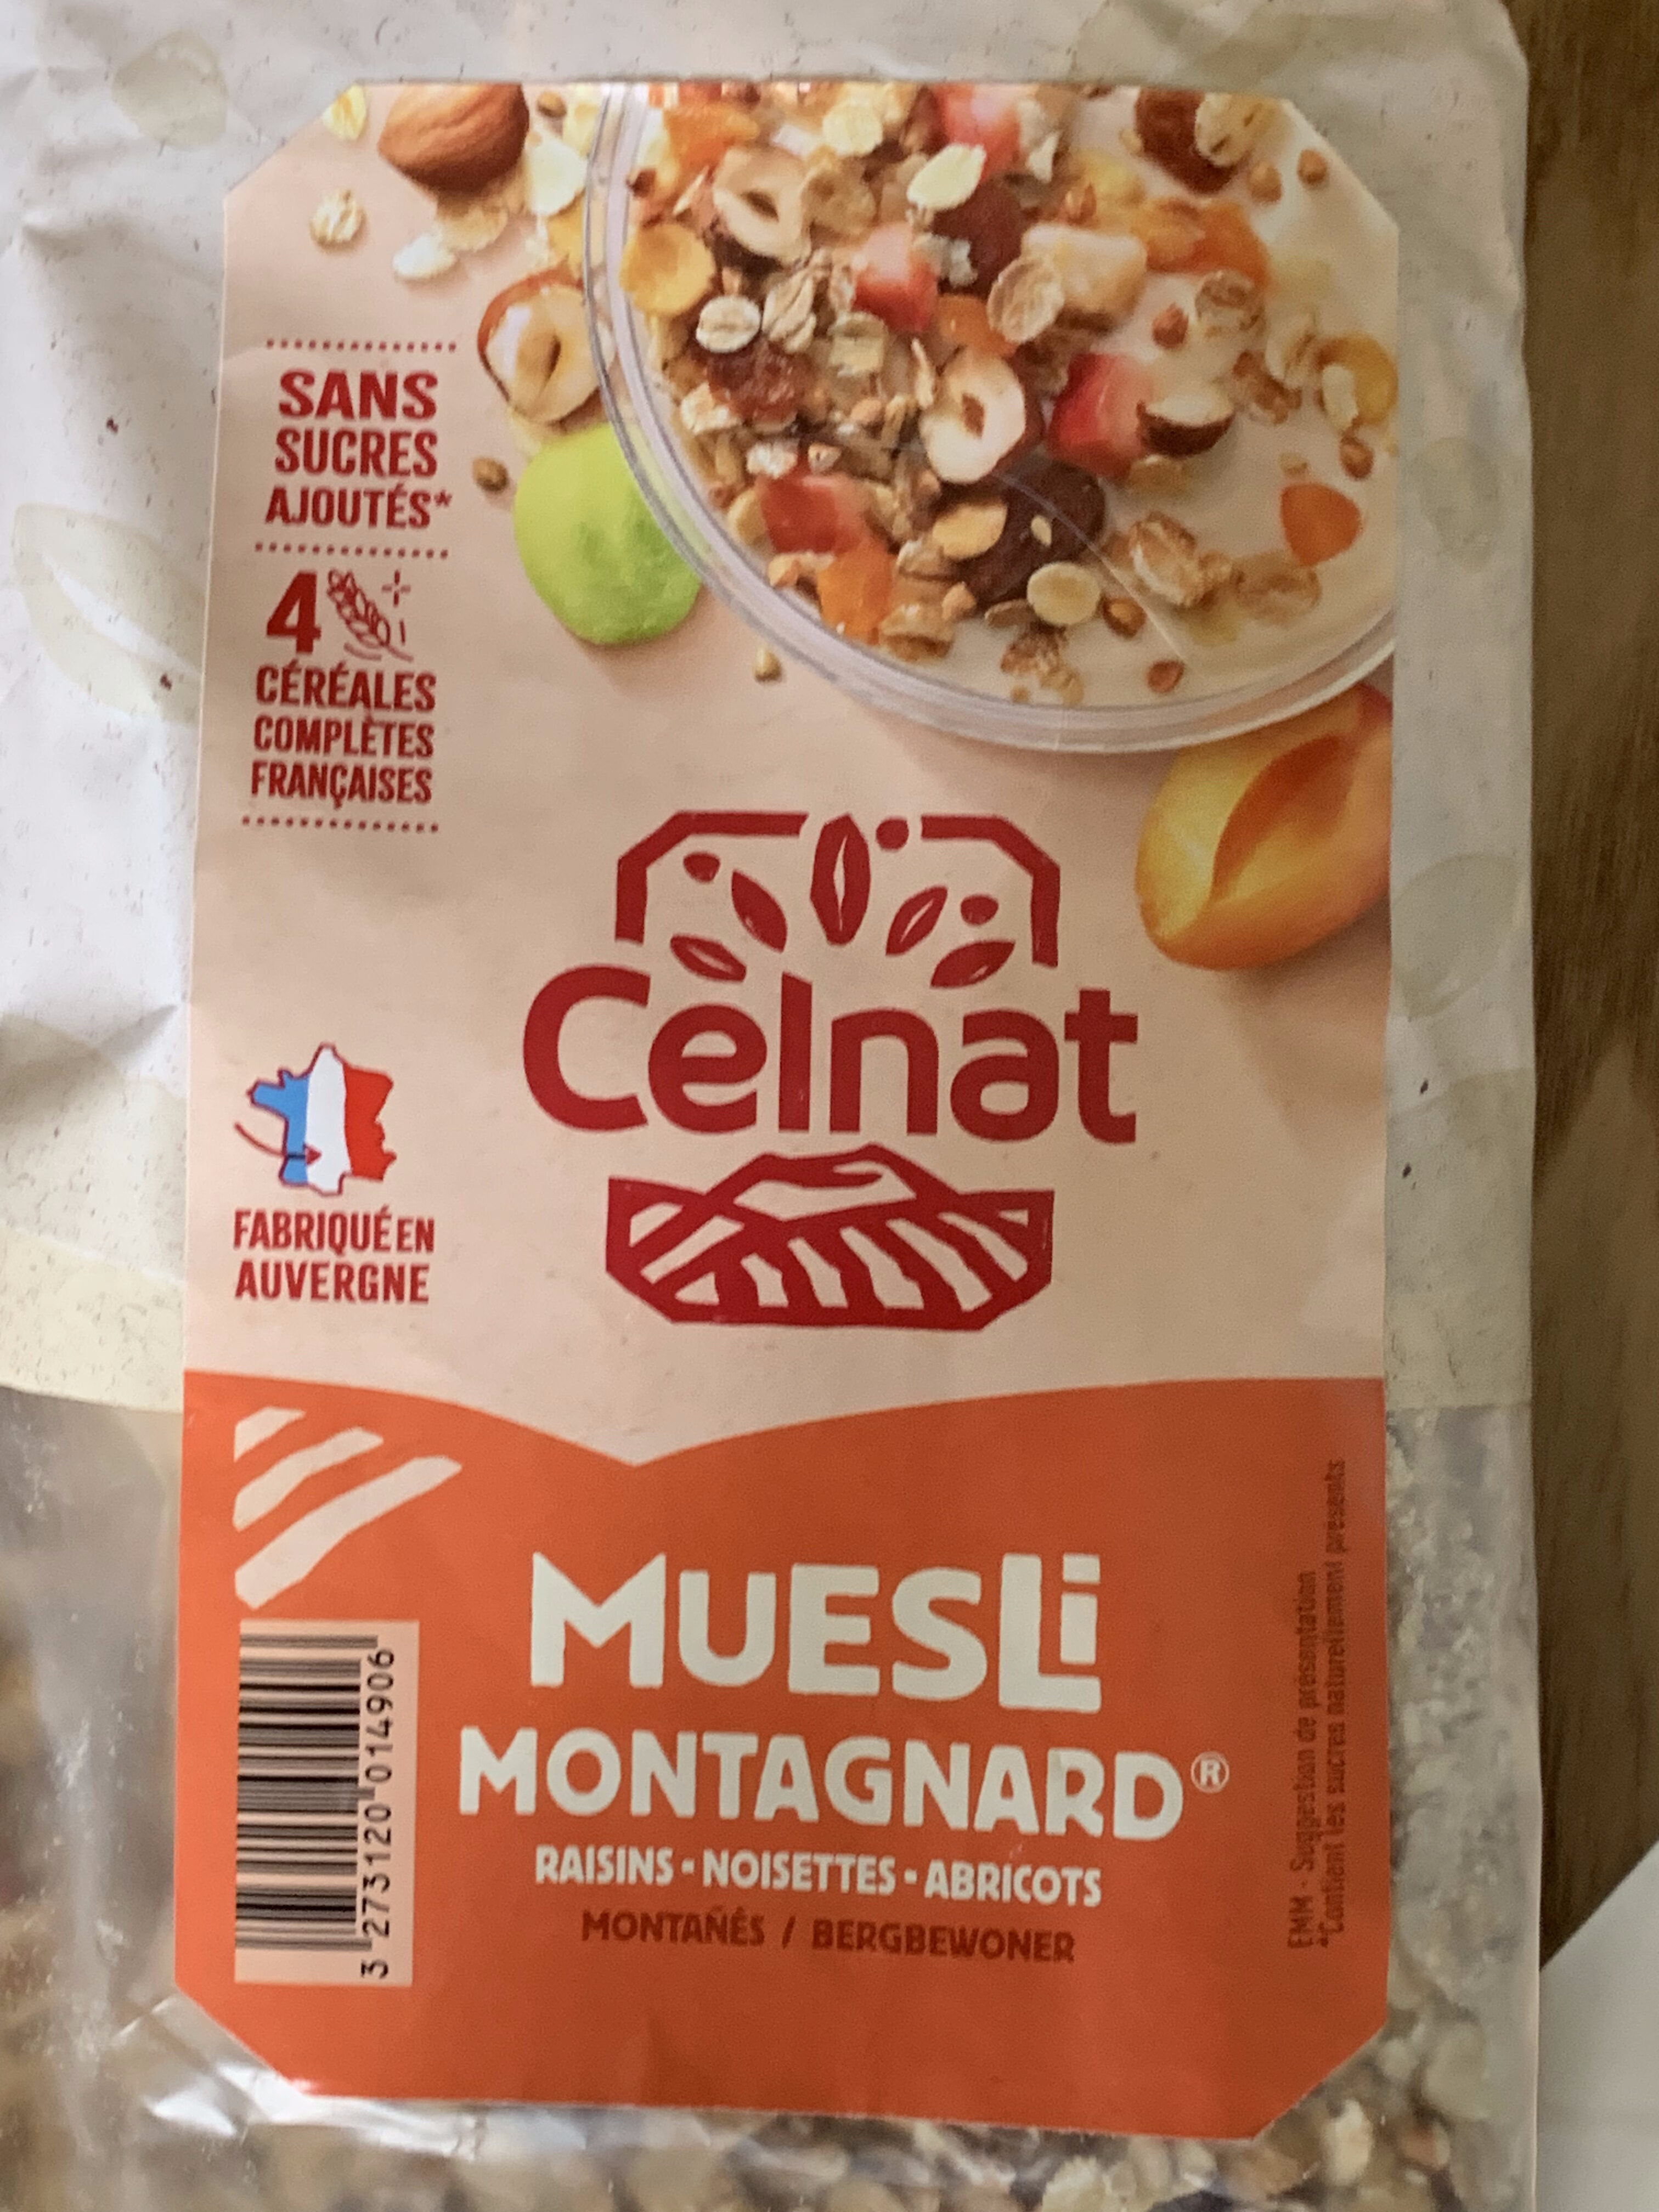 SANS
SUCRES
AJOUTÉS*
4
CÉRÉALES
COMPLÈTES
FRANÇAISES
Celnat
FABRIQUÉ EN
AUVERGNE
MUESLi
MONTAGNARD®
RAISINS - NOISETTES - ABRICOTS
MONTAÑÊS / BERGBEWONER
3 273120 014906
EMM - Suggestion de présentation
*Contient les sucres naturellement présents